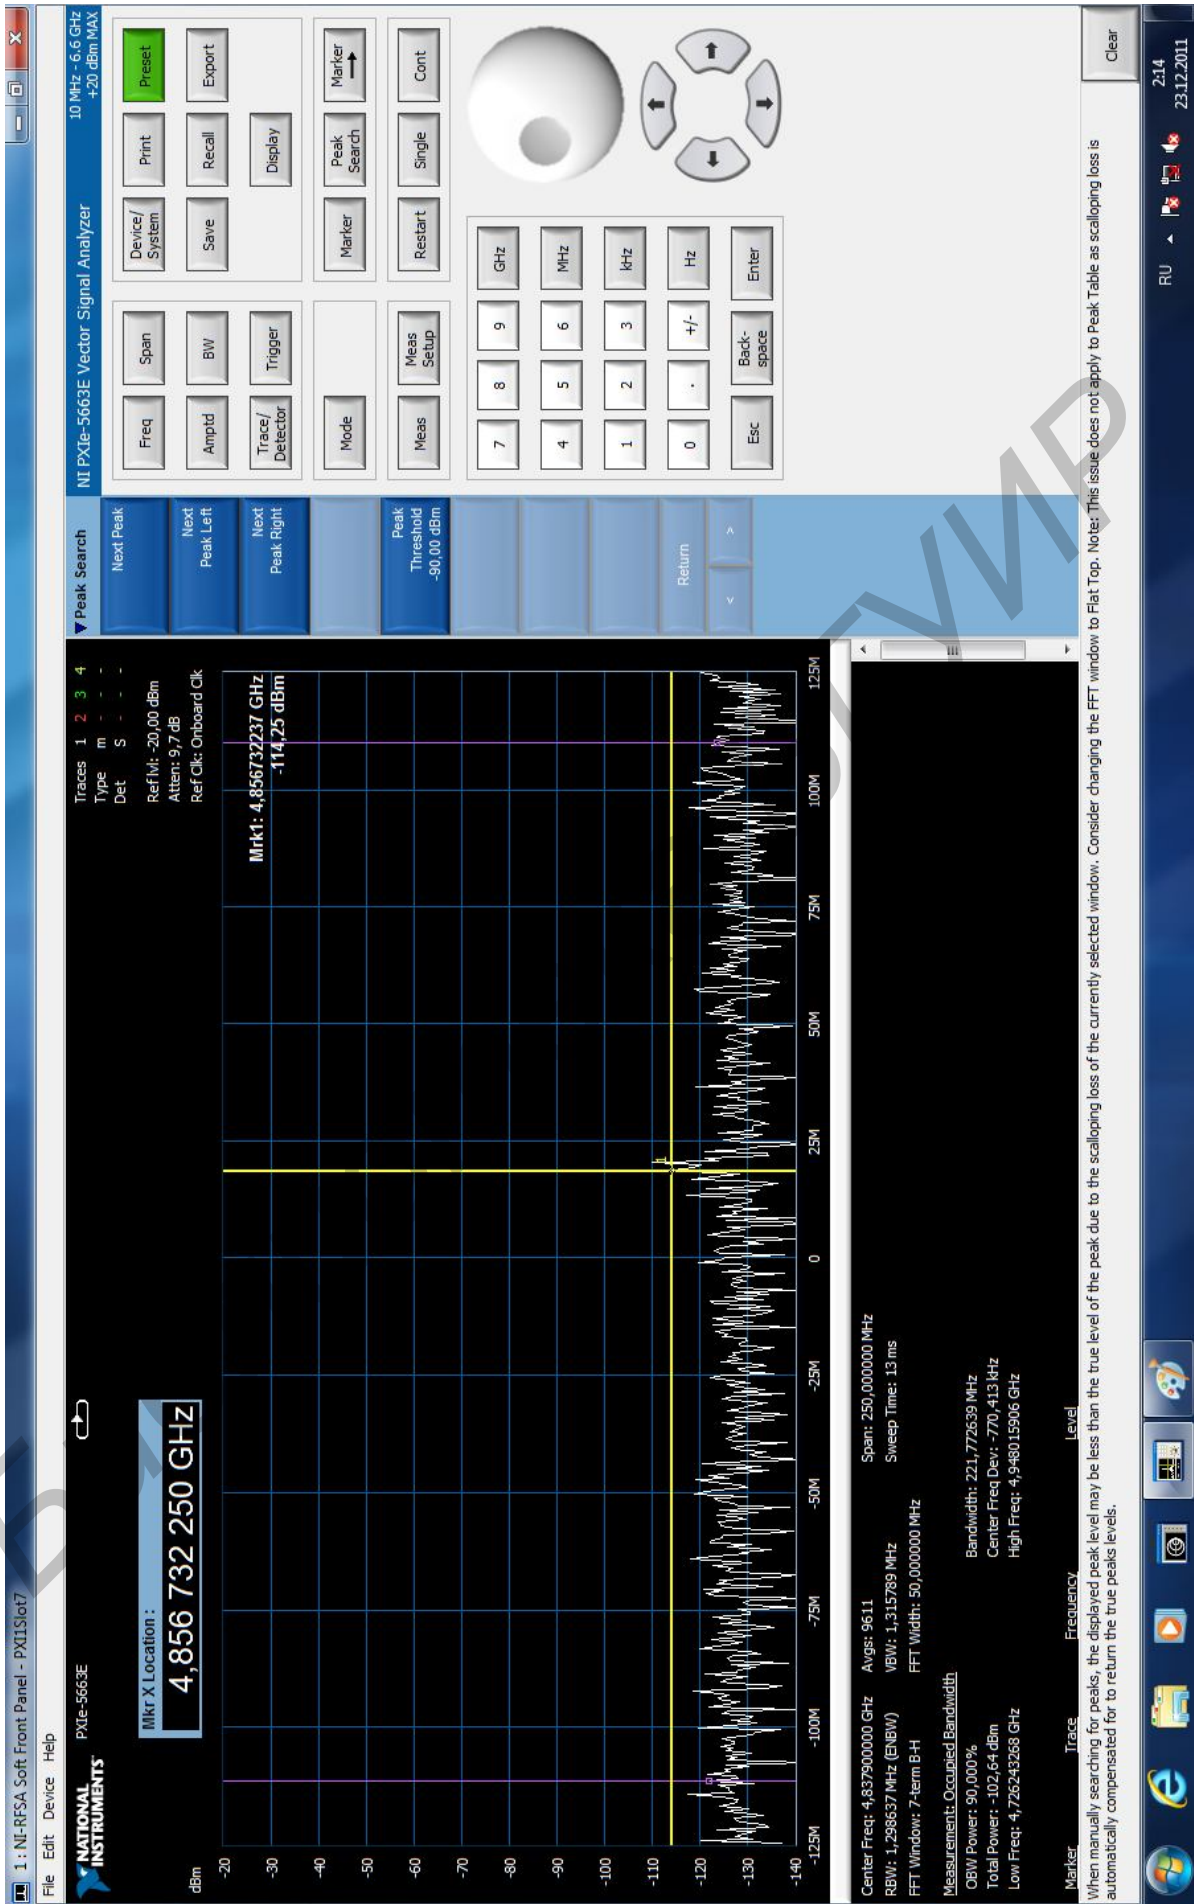 1 : NI-RFSA Soft Front Panel - PXI1Slot7
File Edit Device Help
NATIONAL INSTRUMENTS
PXIe-5663E
Mkr X Location :
4,856 732 250 GHz
Traces 1 2 3 4
Type m - - -
Det S - - -
Ref lvl: -20,00 dBm
Atten: 9,7 dB
Ref Clk: Onboard Clk
dBm
Mrk1: 4,856732237 GHz
-114,25 dBm
-20
-30
-40
-50
-60
-70
-80
-90
-100
-110
-120
-130
-140
1
-125M -100M -75M -50M -25M 0 25M 50M 75M 100M 125M
Center Freq: 4,837900000 GHz Avgs: 9611 Span: 250,000000 MHz
RBW: 1,298637 MHz (ENBW) VBW: 1,315789 MHz Sweep Time: 13 ms
FFT Window: 7-term B-H FFT Width: 50,000000 MHz
Measurement: Occupied Bandwidth
OBW Power: 90,000% Bandwidth: 221,772639 MHz
Total Power: -102,64 dBm Center Freq Dev: -770,413 kHz
Low Freq: 4,726243268 GHz High Freq: 4,948015906 GHz
Marker Trace Frequency Level
Peak Search
Next Peak
Next Peak Left
Next Peak Right
Peak Threshold -90,00 dBm
Return
< >
NI PXIe-5663E Vector Signal Analyzer
10 MHz - 6.6 GHz
+20 dBm MAX
Freq Span Device/System Print Preset
Amptd BW Save Recall Export
Trace/Detector Trigger Display
Mode Marker Peak Search Marker →
Meas Meas Setup Restart Single Cont
7 8 9 GHz
4 5 6 MHz
1 2 3 kHz
0 . +/- Hz
Esc Back-space Enter
When manually searching for peaks, the displayed peak level may be less than the true level of the peak due to the scalloping loss of the currently selected window. Consider changing the FFT window to Flat Top. Note: This issue does not apply to Peak Table as scalloping loss is
automatically compensated for to return the true peaks levels.
Clear
RU
2:14
23.12.2011